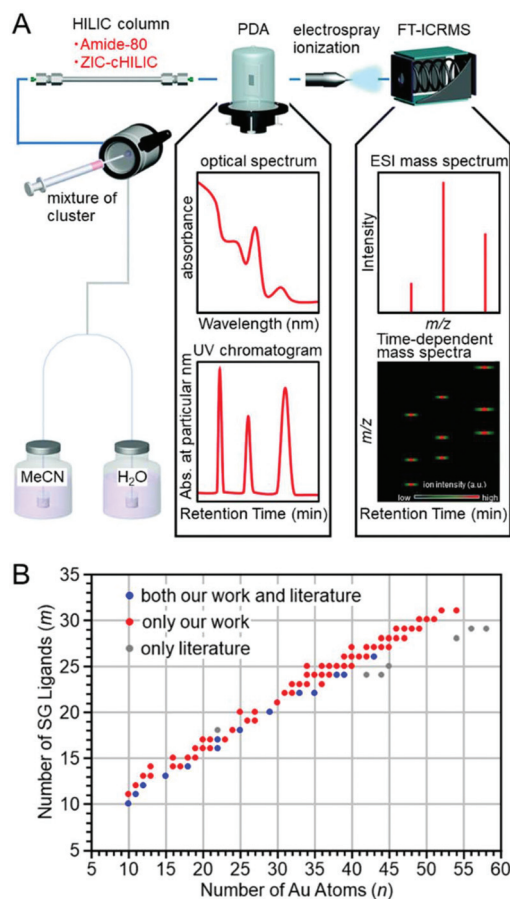 A
HILIC column
•Amide-80
•ZIC-cHILIC
PDA
electrospray
ionization
FT-ICRMS
mixture of
cluster
MeCN
H₂O
optical spectrum
absorbance
Wavelength (nm)
UV chromatogram
Abs. at particular nm
Retention Time (min)
ESI mass spectrum
Intensity
m/z
Time-dependent
mass spectra
m/z
ion intensity (a.u.)
low high
Retention Time (min)
B
Number of SG Ligands (m)
35
30
25
20
15
10
5
both our work and literature
only our work
only literature
5 10 15 20 25 30 35 40 45 50 55 60
Number of Au Atoms (n)